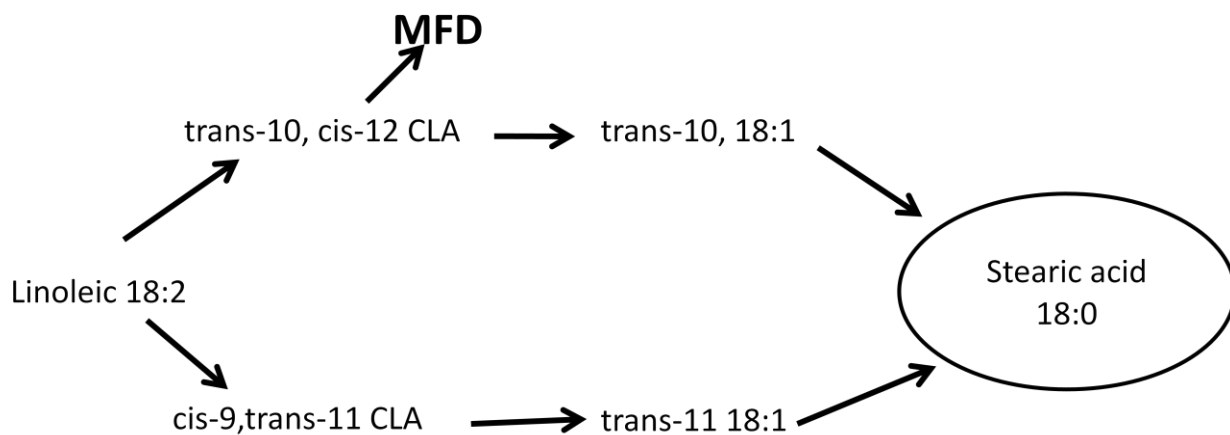 MFD
trans-10, cis-12 CLA
trans-10, 18:1
Linoleic 18:2
Stearic acid
18:0
cis-9,trans-11 CLA
trans-11 18:1